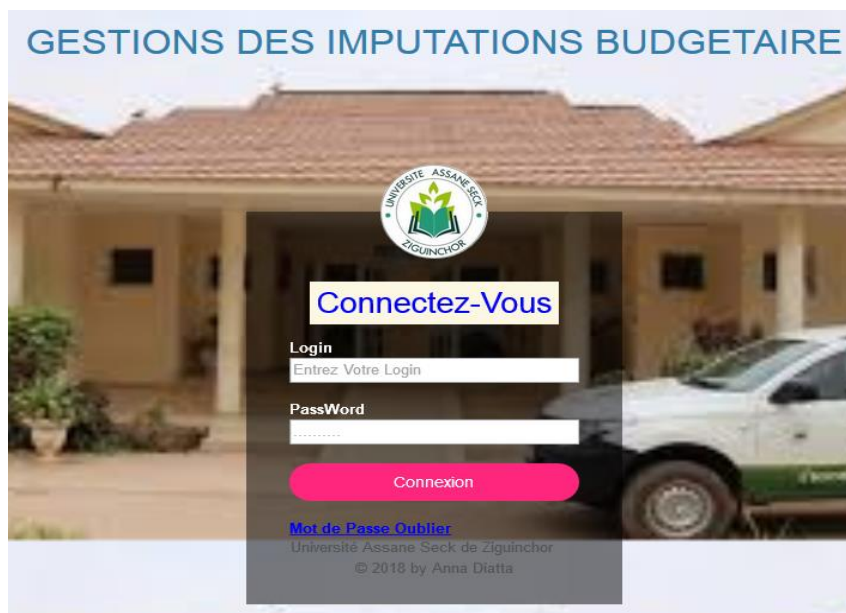 GESTIONS DES IMPUTATIONS BUDGETAIRE
UNIVERSITE ASSANE SECK
ZIGUINCHOR
Connectez-Vous
Login
Entrez Votre Login
PassWord
..........
Connexion
Mot de Passe Oublier
Université Assane Seck de Ziguinchor
© 2018 by Anna Diatta